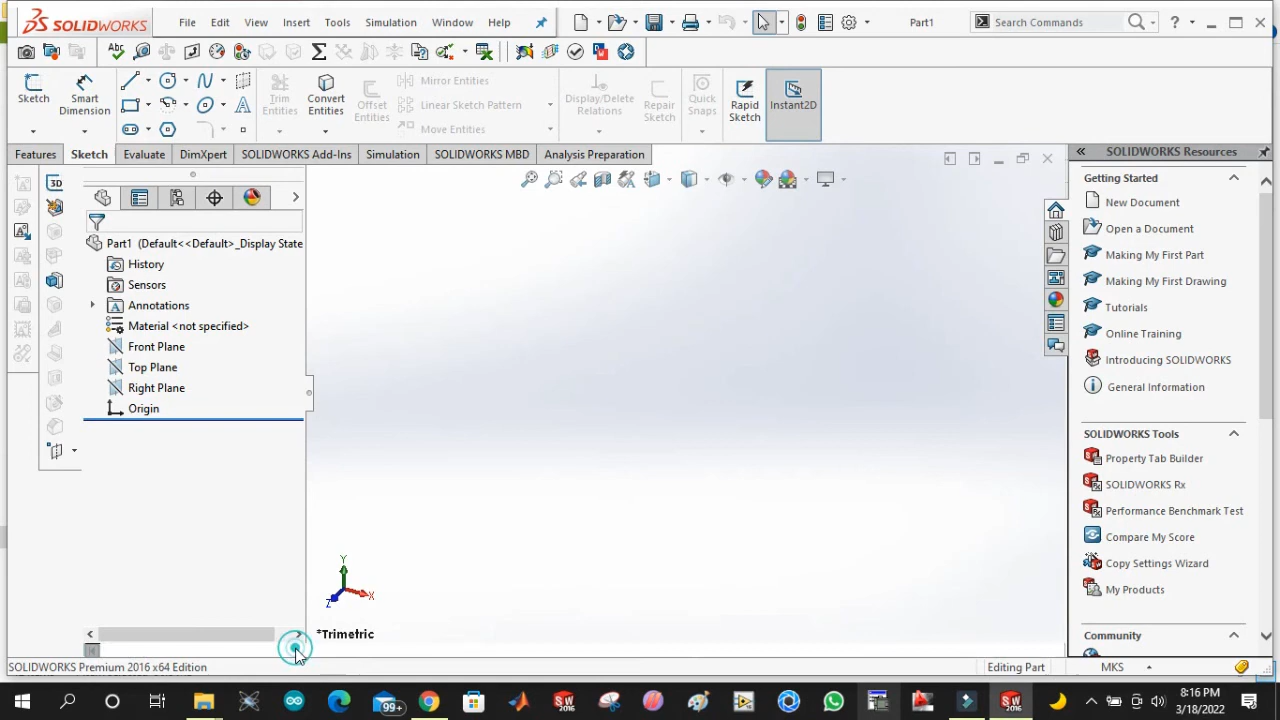 SOLIDWORKS File Edit View Insert Tools Simulation Window Help Part1 Search Commands
Sketch Smart Dimension Trim Entities Convert Entities Offset Entities Mirror Entities Linear Sketch Pattern Move Entities Display/Delete Relations Repair Sketch Quick Snaps Rapid Sketch Instant2D
Features Sketch Evaluate DimXpert SOLIDWORKS Add-Ins Simulation SOLIDWORKS MBD Analysis Preparation
Part1 (Default<<Default>_Display State
History
Sensors
Annotations
Material <not specified>
Front Plane
Top Plane
Right Plane
Origin
Y
X
Z
*Trimetric
SOLIDWORKS Resources
Getting Started
New Document
Open a Document
Making My First Part
Making My First Drawing
Tutorials
Online Training
Introducing SOLIDWORKS
General Information
SOLIDWORKS Tools
Property Tab Builder
SOLIDWORKS Rx
Performance Benchmark Test
Compare My Score
Copy Settings Wizard
My Products
Community
SOLIDWORKS Premium 2016 x64 Edition Editing Part MKS
99+
8:16 PM
3/18/2022